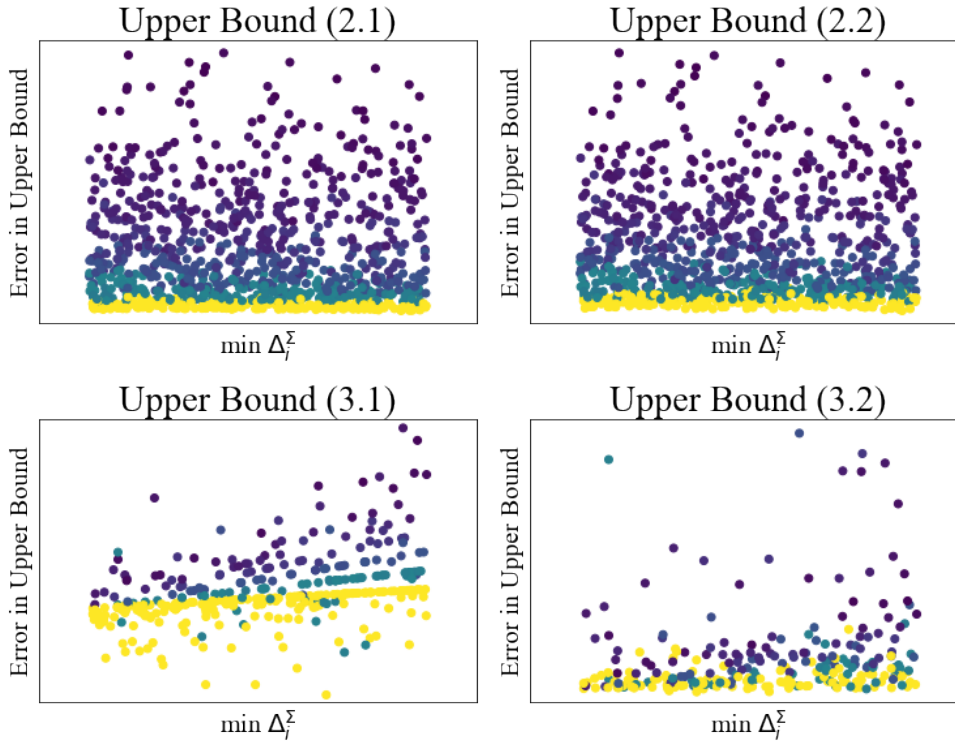 Upper Bound (2.1)
Error in Upper Bound
min Δ_i^Σ
Upper Bound (2.2)
Error in Upper Bound
min Δ_i^Σ
Upper Bound (3.1)
Error in Upper Bound
min Δ_i^Σ
Upper Bound (3.2)
Error in Upper Bound
min Δ_i^Σ